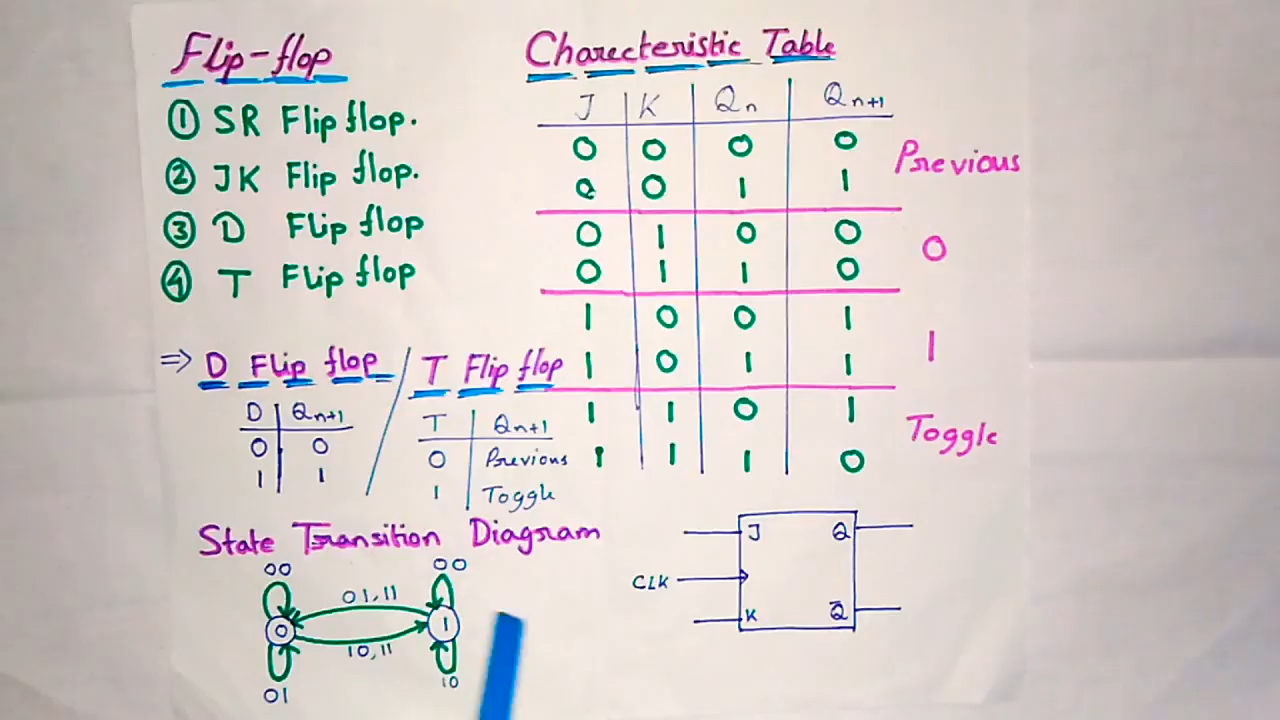 Flip-flop
① SR Flip flop.
② JK Flip flop.
③ D Flip flop
④ T Flip flop
Charecteristic Table
J K Qn Qn+1
0 0 0 0
0 0 1 1
Previous
0 1 0 0
0 1 1 0
0
1 0 0 1
1 0 1 1
1
1 1 0 1
1 1 1 0
Toggle
⇒ D Flip flop / T Flip flop
D Qn+1
0 0
1 1
T Qn+1
0 Previous
1 Toggle
State Transition Diagram
00 00
01,11
0 1
10,11
01 10
J Q
CLK
K Q̅